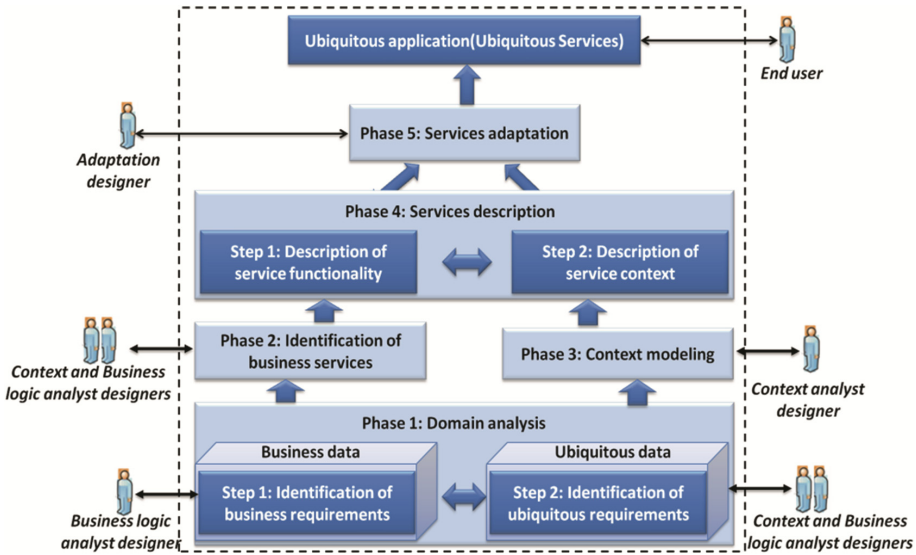 Ubiquitous application(Ubiquitous Services)
End user
Phase 5: Services adaptation
Adaptation
designer
Phase 4: Services description
Step 1: Description of
service functionality
Step 2: Description of
service context
Phase 2: Identification of
business services
Phase 3: Context modeling
Context and Business
logic analyst designers
Context analyst
designer
Phase 1: Domain analysis
Business data
Ubiquitous data
Step 1: Identification of
business requirements
Step 2: Identification of
ubiquitous requirements
Business logic
analyst designer
Context and Business
logic analyst designers